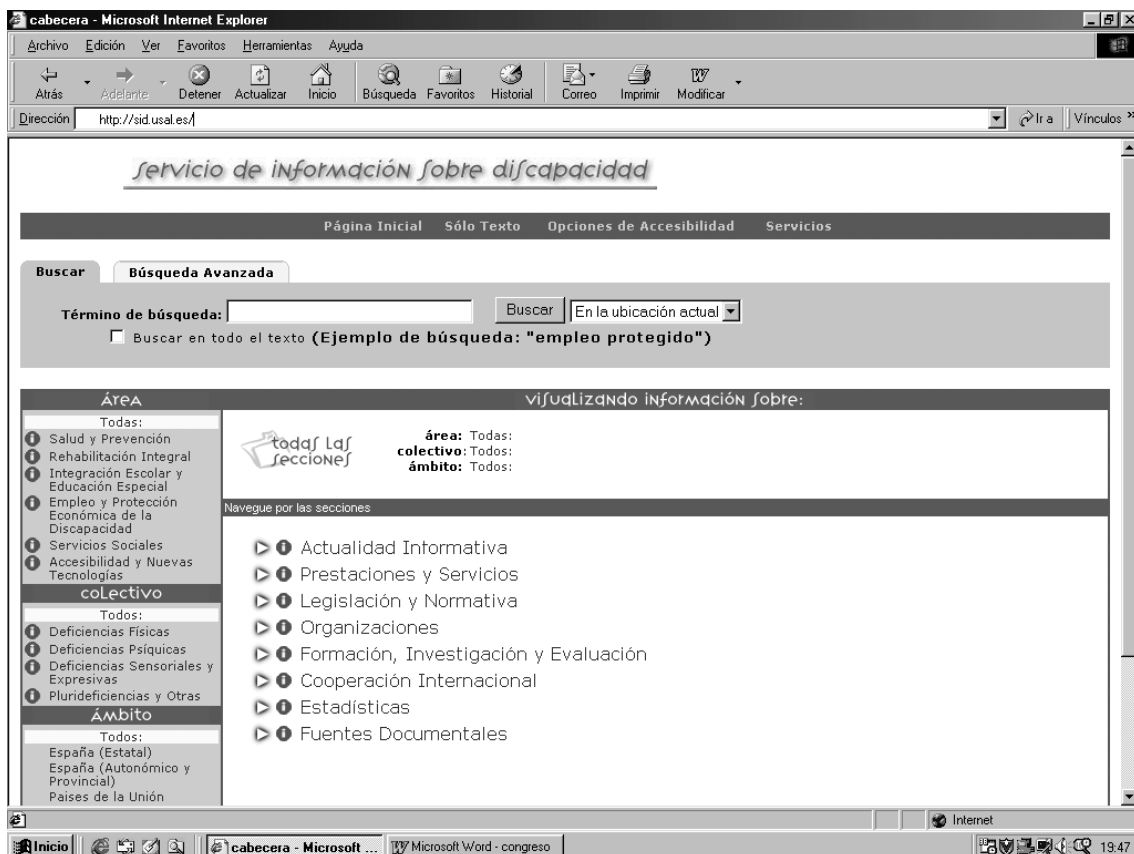 cabecera - Microsoft Internet Explorer
Archivo Edición Ver Favoritos Herramientas Ayuda
Atrás Adelante Detener Actualizar Inicio Búsqueda Favoritos Historial Correo Imprimir Modificar
Dirección http://sid.usal.es/ Ir a Vínculos »
Servicio de información sobre discapacidad
Página Inicial Sólo Texto Opciones de Accesibilidad Servicios
Buscar Búsqueda Avanzada
Término de búsqueda: Buscar En la ubicación actual
Buscar en todo el texto (Ejemplo de búsqueda: "empleo protegido")
área
Todas:
Salud y Prevención
Rehabilitación Integral
Integración Escolar y
Educación Especial
Empleo y Protección
Económica de la
Discapacidad
Servicios Sociales
Accesibilidad y Nuevas
Tecnologías
colectivo
Todos:
Deficiencias Físicas
Deficiencias Psíquicas
Deficiencias Sensoriales y
Expresivas
Plurideficiencias y Otras
ámbito
Todos:
España (Estatal)
España (Autonómico y
Provincial)
Paises de la Unión
visualizando información sobre:
todas las
secciones
área: Todas:
colectivo: Todos:
ámbito: Todos:
Navegue por las secciones
Actualidad Informativa
Prestaciones y Servicios
Legislación y Normativa
Organizaciones
Formación, Investigación y Evaluación
Cooperación Internacional
Estadísticas
Fuentes Documentales
Internet
Inicio cabecera - Microsoft ... Microsoft Word - congreso 19:47